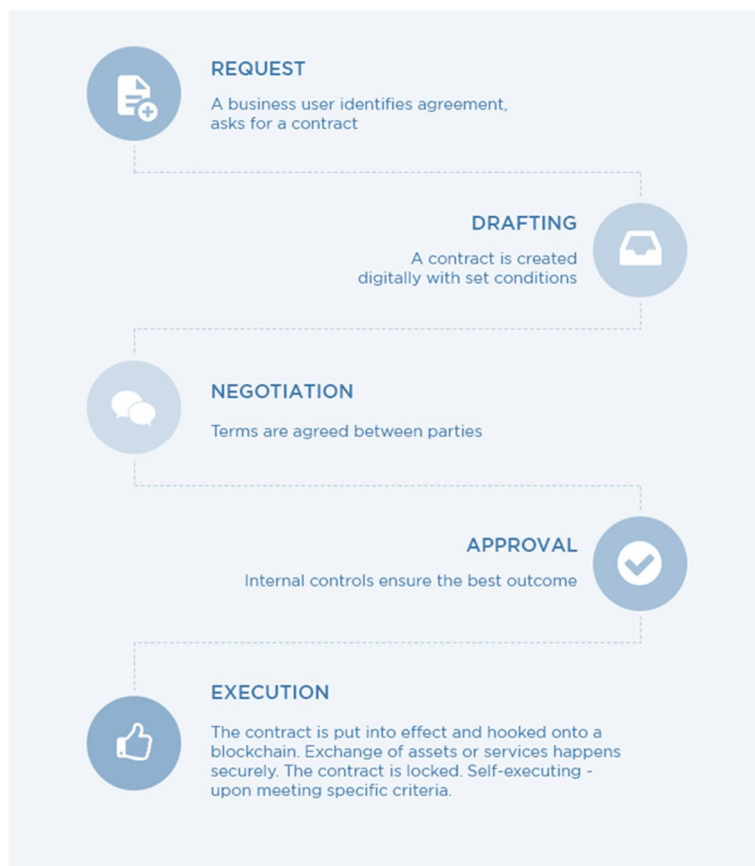 REQUEST
A business user identifies agreement,
asks for a contract
DRAFTING
A contract is created
digitally with set conditions
NEGOTIATION
Terms are agreed between parties
APPROVAL
Internal controls ensure the best outcome
EXECUTION
The contract is put into effect and hooked onto a
blockchain. Exchange of assets or services happens
securely. The contract is locked. Self-executing -
upon meeting specific criteria.